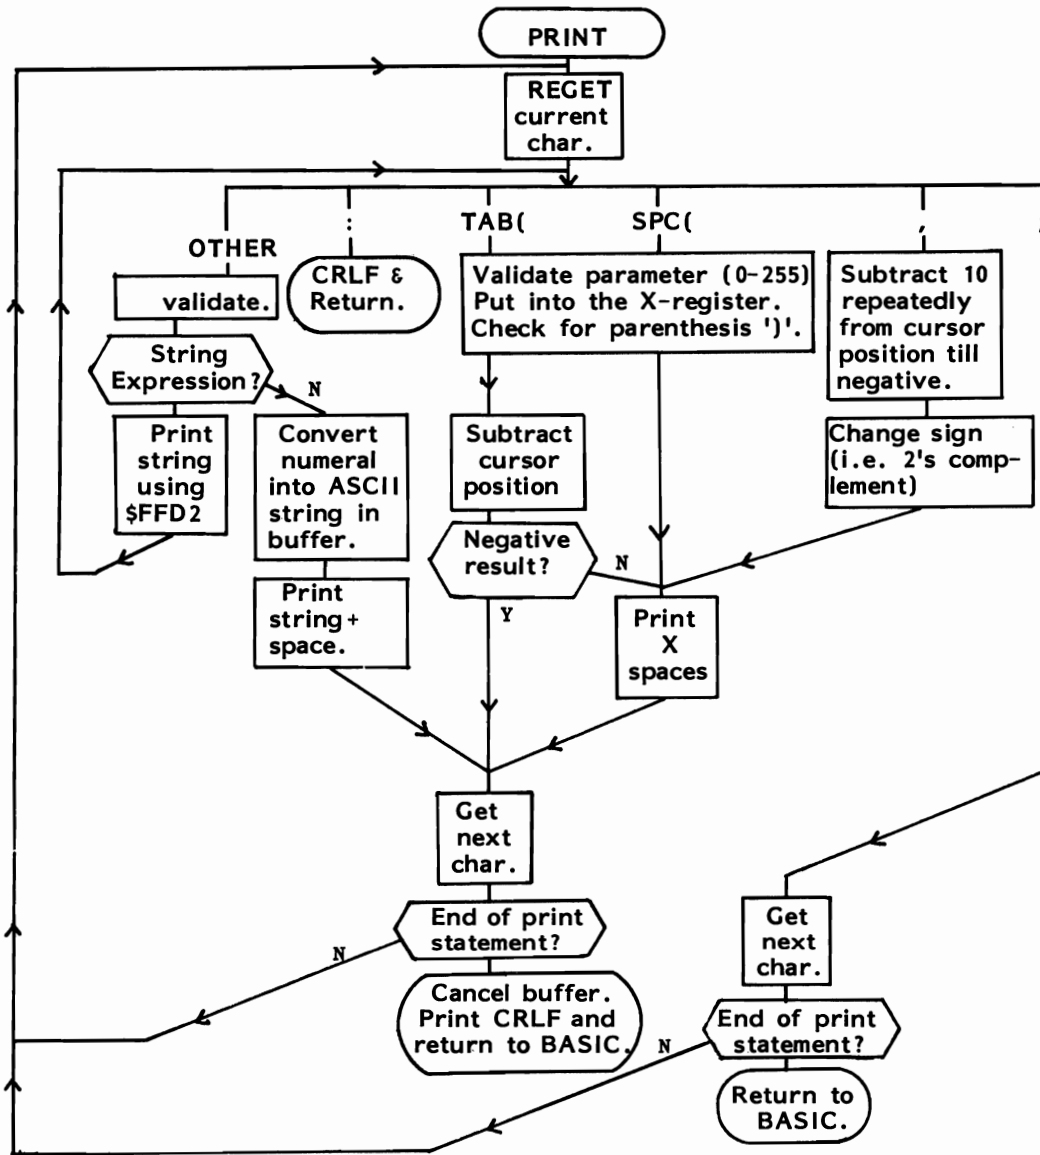 PRINT
REGET
current
char.
OTHER
:
TAB(
SPC(
,
validate.
CRLF &
Return.
Validate parameter (0-255)
Put into the X-register.
Check for parenthesis ')'.
Subtract 10
repeatedly
from cursor
position till
negative.
String
Expression?
N
Print
string
using
$FFD2
Convert
numeral
into ASCII
string in
buffer.
Subtract
cursor
position
Change sign
(i.e. 2's comp-
lement)
Negative
result?
N
Y
Print
string+
space.
Print
X
spaces
Get
next
char.
End of print
statement?
N
Cancel buffer.
Print CRLF and
return to BASIC.
Get
next
char.
End of print
statement?
N
Return to
BASIC.